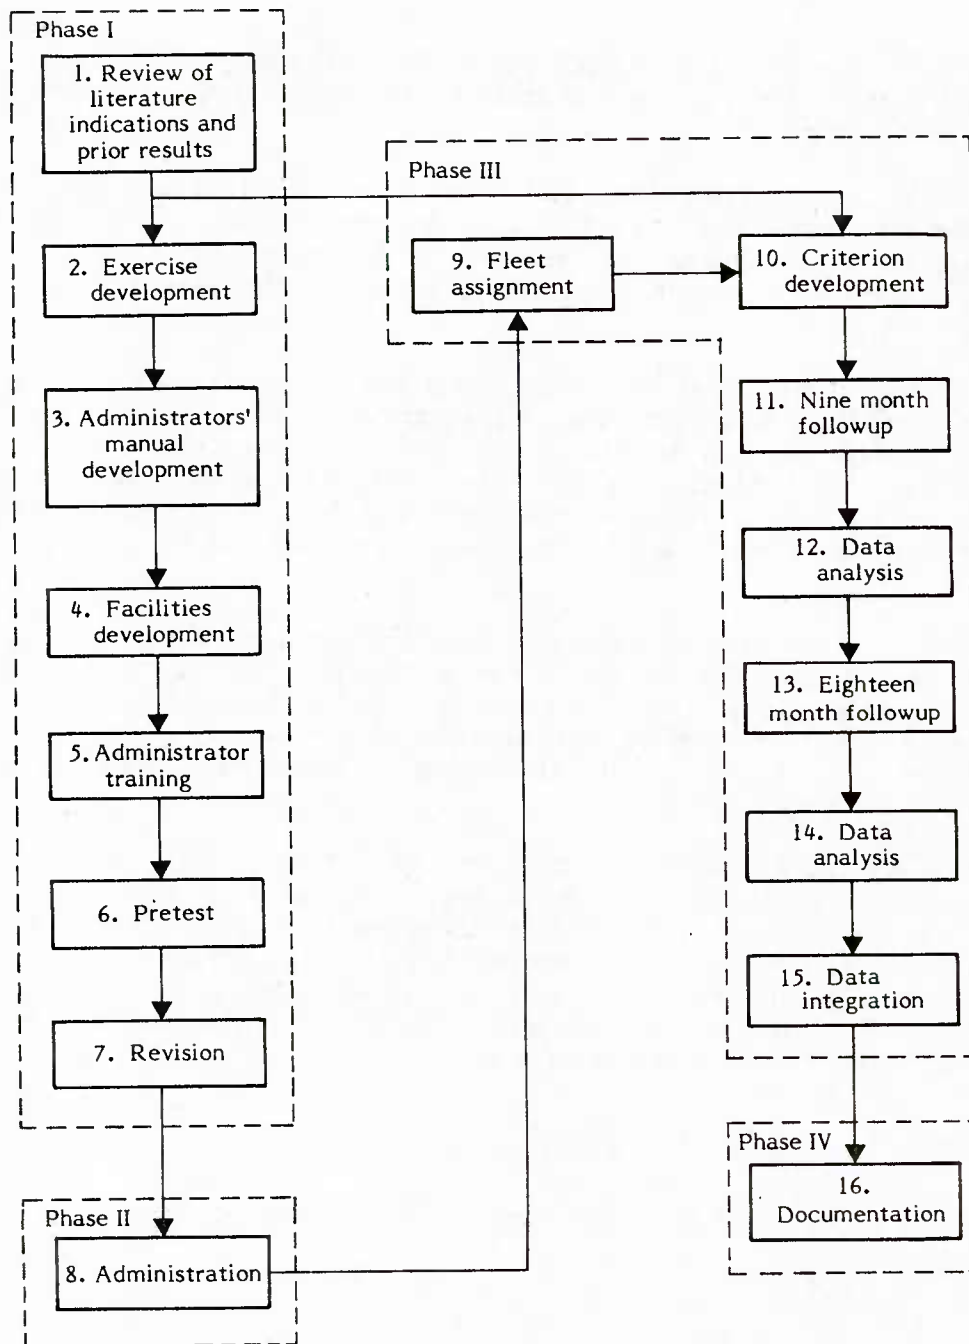 Phase I
1. Review of
literature
indications and
prior results
2. Exercise
development
3. Administrators'
manual
development
4. Facilities
development
5. Administrator
training
6. Pretest
7. Revision
Phase II
8. Administration
Phase III
9. Fleet
assignment
10. Criterion
development
11. Nine month
followup
12. Data
analysis
13. Eighteen
month followup
14. Data
analysis
15. Data
integration
Phase IV
16.
Documentation